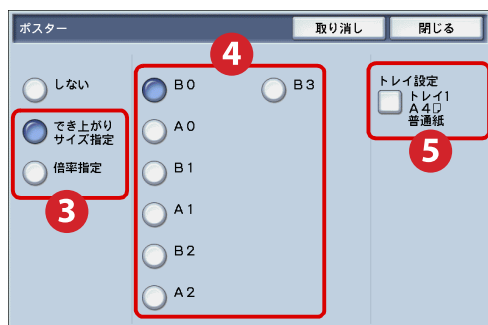 ポスター
取り消し
閉じる
しない
でき上がり
サイズ指定
倍率指定
3
4
B0
B3
A0
B1
A1
B2
A2
トレイ設定
トレイ1
A4
普通紙
5